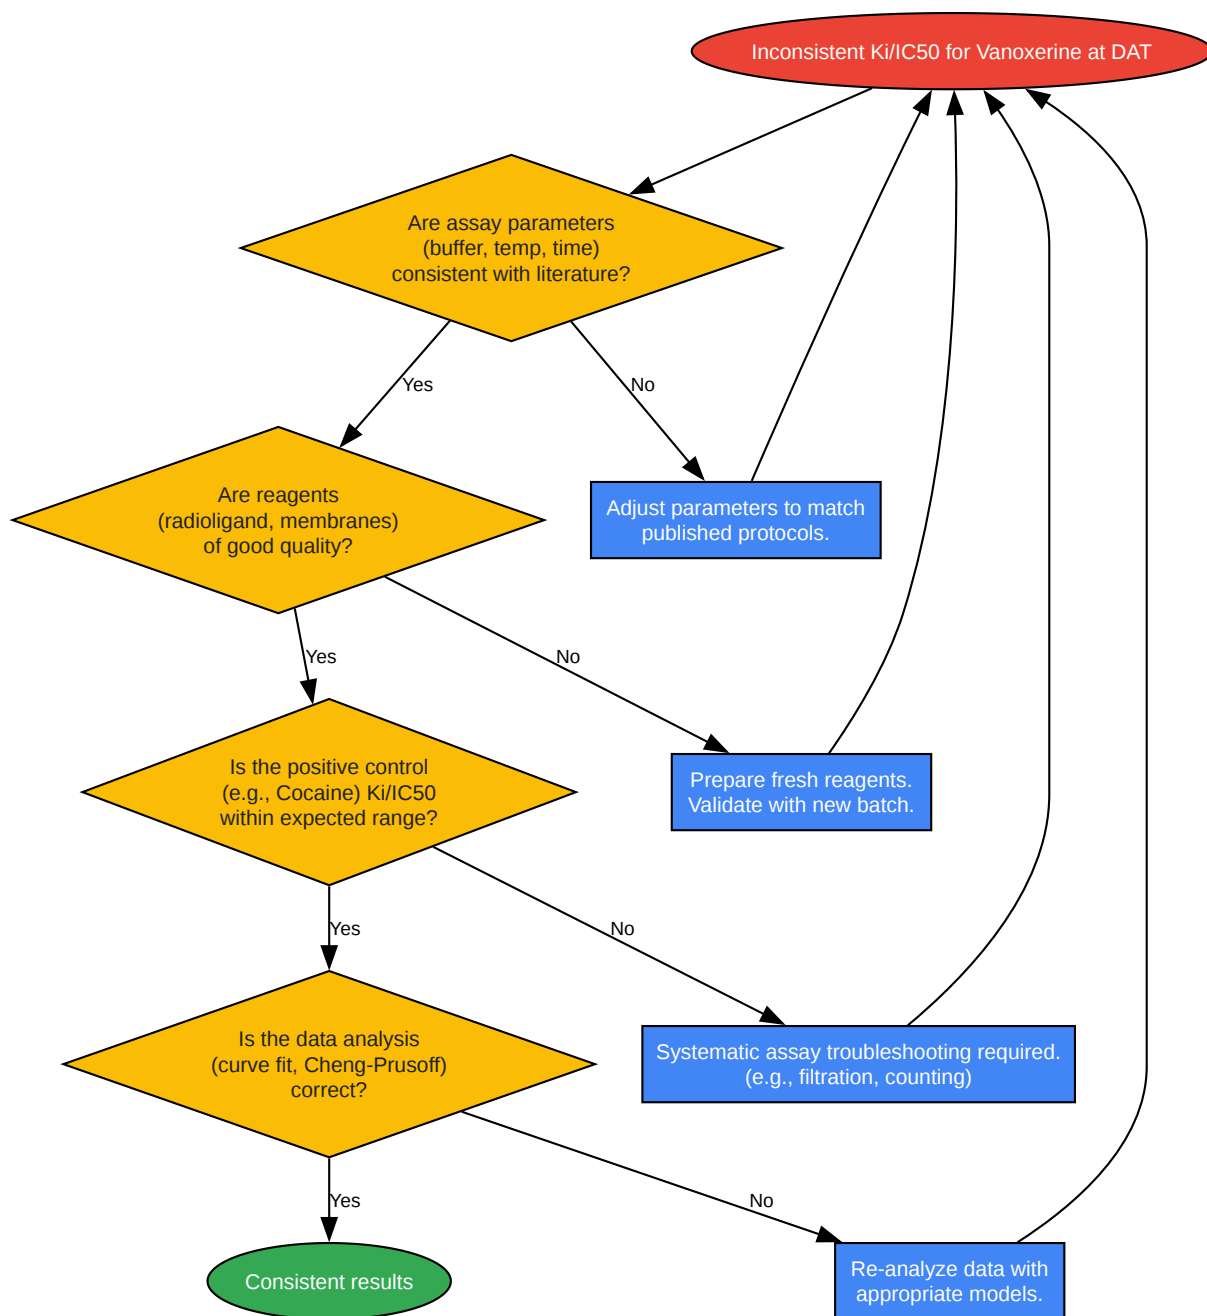 Inconsistent Ki/IC50 for Vanoxerine at DAT
Are assay parameters
(buffer, temp, time)
consistent with literature?
Yes
No
Are reagents
(radioligand, membranes)
of good quality?
Adjust parameters to match
published protocols.
Yes
No
Is the positive control
(e.g., Cocaine) Ki/IC50
within expected range?
Prepare fresh reagents.
Validate with new batch.
Yes
No
Is the data analysis
(curve fit, Cheng-Prusoff)
correct?
Systematic assay troubleshooting required.
(e.g., filtration, counting)
Yes
No
Consistent results
Re-analyze data with
appropriate models.